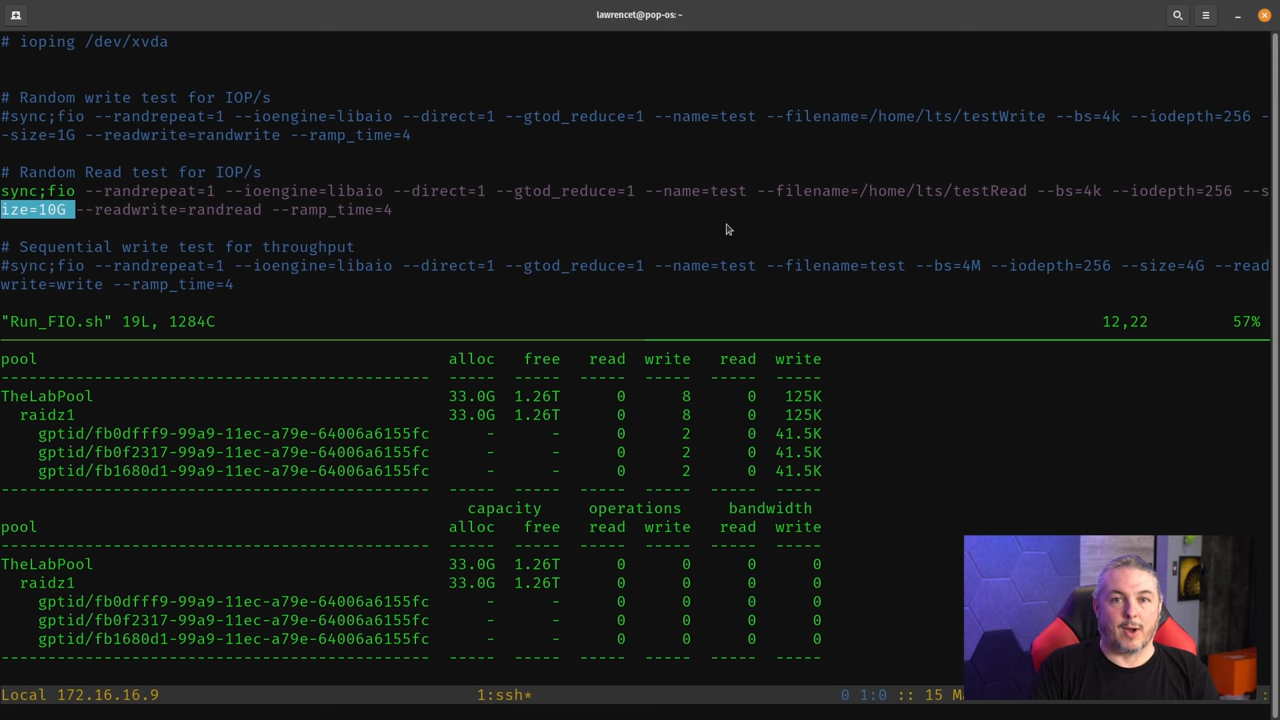 lawrencet@pop-os: ~
# ioping /dev/xvda
# Random write test for IOP/s
#sync;fio --randrepeat=1 --ioengine=libaio --direct=1 --gtod_reduce=1 --name=test --filename=/home/lts/testWrite --bs=4k --iodepth=256 -
-size=1G --readwrite=randwrite --ramp_time=4
# Random Read test for IOP/s
sync;fio --randrepeat=1 --ioengine=libaio --direct=1 --gtod_reduce=1 --name=test --filename=/home/lts/testRead --bs=4k --iodepth=256 --s
ize=10G --readwrite=randread --ramp_time=4
# Sequential write test for throughput
#sync;fio --randrepeat=1 --ioengine=libaio --direct=1 --gtod_reduce=1 --name=test --filename=test --bs=4M --iodepth=256 --size=4G --read
write=write --ramp_time=4
"Run_FIO.sh" 19L, 1284C 12,22 57%
pool alloc free read write read write
---------------------------------------------- ----- ----- ----- ----- ----- -----
TheLabPool 33.0G 1.26T 0 8 0 125K
raidz1 33.0G 1.26T 0 8 0 125K
gptid/fb0dfff9-99a9-11ec-a79e-64006a6155fc - - 0 2 0 41.5K
gptid/fb0f2317-99a9-11ec-a79e-64006a6155fc - - 0 2 0 41.5K
gptid/fb1680d1-99a9-11ec-a79e-64006a6155fc - - 0 2 0 41.5K
---------------------------------------------- ----- ----- ----- ----- ----- -----
capacity operations bandwidth
pool alloc free read write read write
---------------------------------------------- ----- ----- ----- ----- ----- -----
TheLabPool 33.0G 1.26T 0 0 0 0
raidz1 33.0G 1.26T 0 0 0 0
gptid/fb0dfff9-99a9-11ec-a79e-64006a6155fc - - 0 0 0 0
gptid/fb0f2317-99a9-11ec-a79e-64006a6155fc - - 0 0 0 0
gptid/fb1680d1-99a9-11ec-a79e-64006a6155fc - - 0 0 0 0
---------------------------------------------- ----- ----- ----- ----- ----- -----
Local 172.16.16.9 1:ssh* 0 1:0 :: 15 M